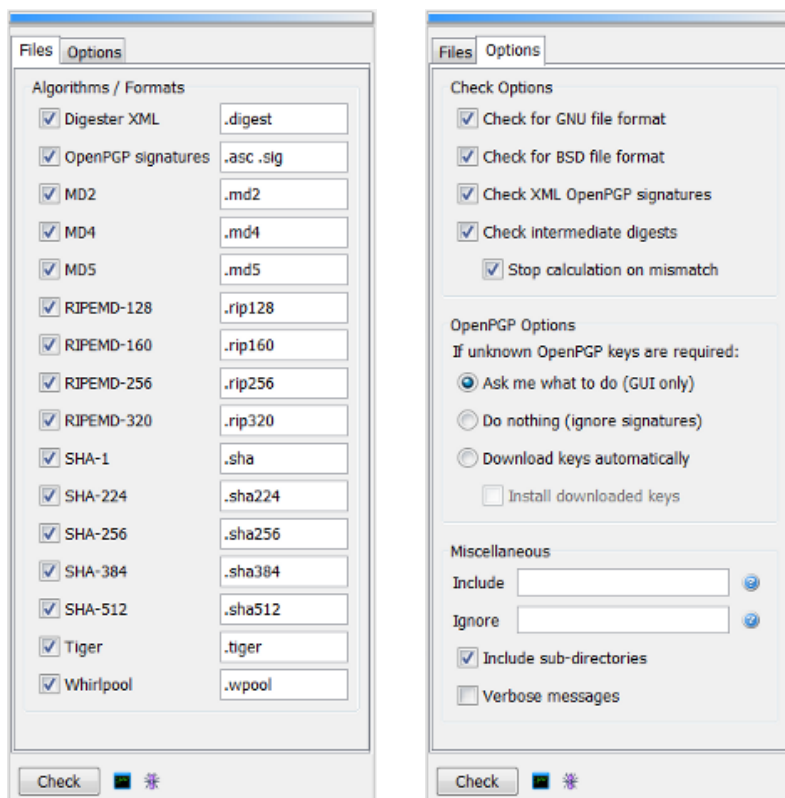 Files Options
Algorithms / Formats
Digester XML .digest
OpenPGP signatures .asc .sig
MD2 .md2
MD4 .md4
MD5 .md5
RIPEMD-128 .rip128
RIPEMD-160 .rip160
RIPEMD-256 .rip256
RIPEMD-320 .rip320
SHA-1 .sha
SHA-224 .sha224
SHA-256 .sha256
SHA-384 .sha384
SHA-512 .sha512
Tiger .tiger
Whirlpool .wpool
Check
Files Options
Check Options
Check for GNU file format
Check for BSD file format
Check XML OpenPGP signatures
Check intermediate digests
Stop calculation on mismatch
OpenPGP Options
If unknown OpenPGP keys are required:
Ask me what to do (GUI only)
Do nothing (ignore signatures)
Download keys automatically
Install downloaded keys
Miscellaneous
Include
Ignore
Include sub-directories
Verbose messages
Check